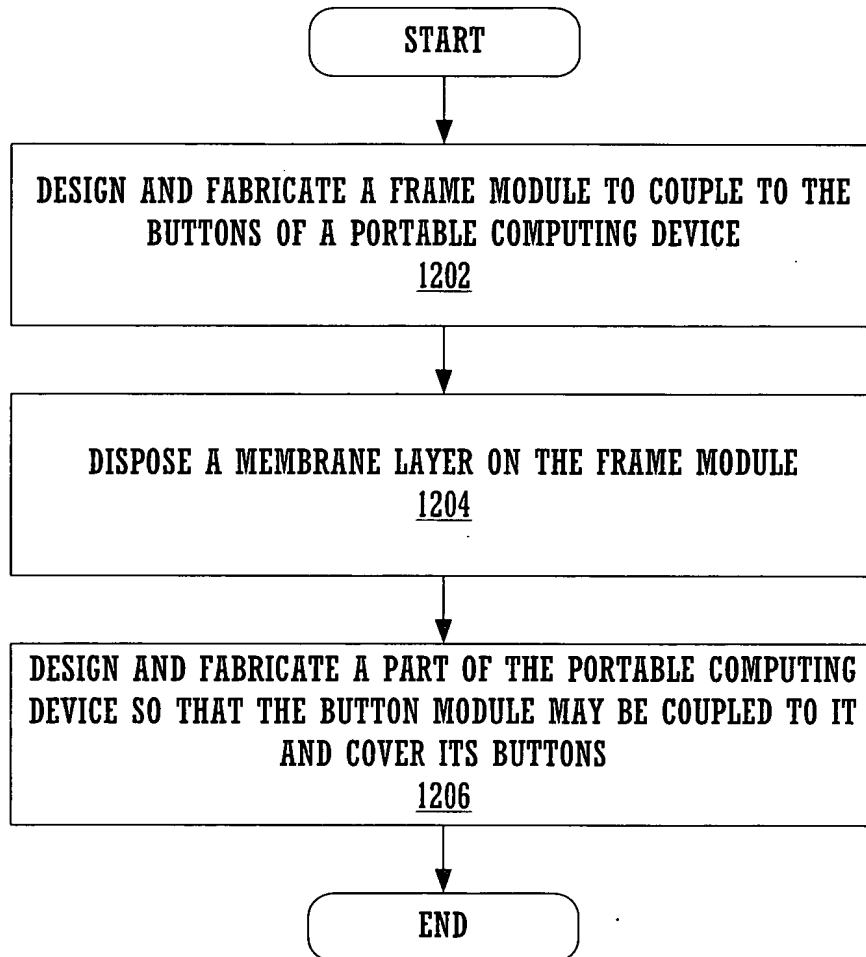 START
DESIGN AND FABRICATE A FRAME MODULE TO COUPLE TO THE
BUTTONS OF A PORTABLE COMPUTING DEVICE
1202
DISPOSE A MEMBRANE LAYER ON THE FRAME MODULE
1204
DESIGN AND FABRICATE A PART OF THE PORTABLE COMPUTING
DEVICE SO THAT THE BUTTON MODULE MAY BE COUPLED TO IT
AND COVER ITS BUTTONS
1206
END